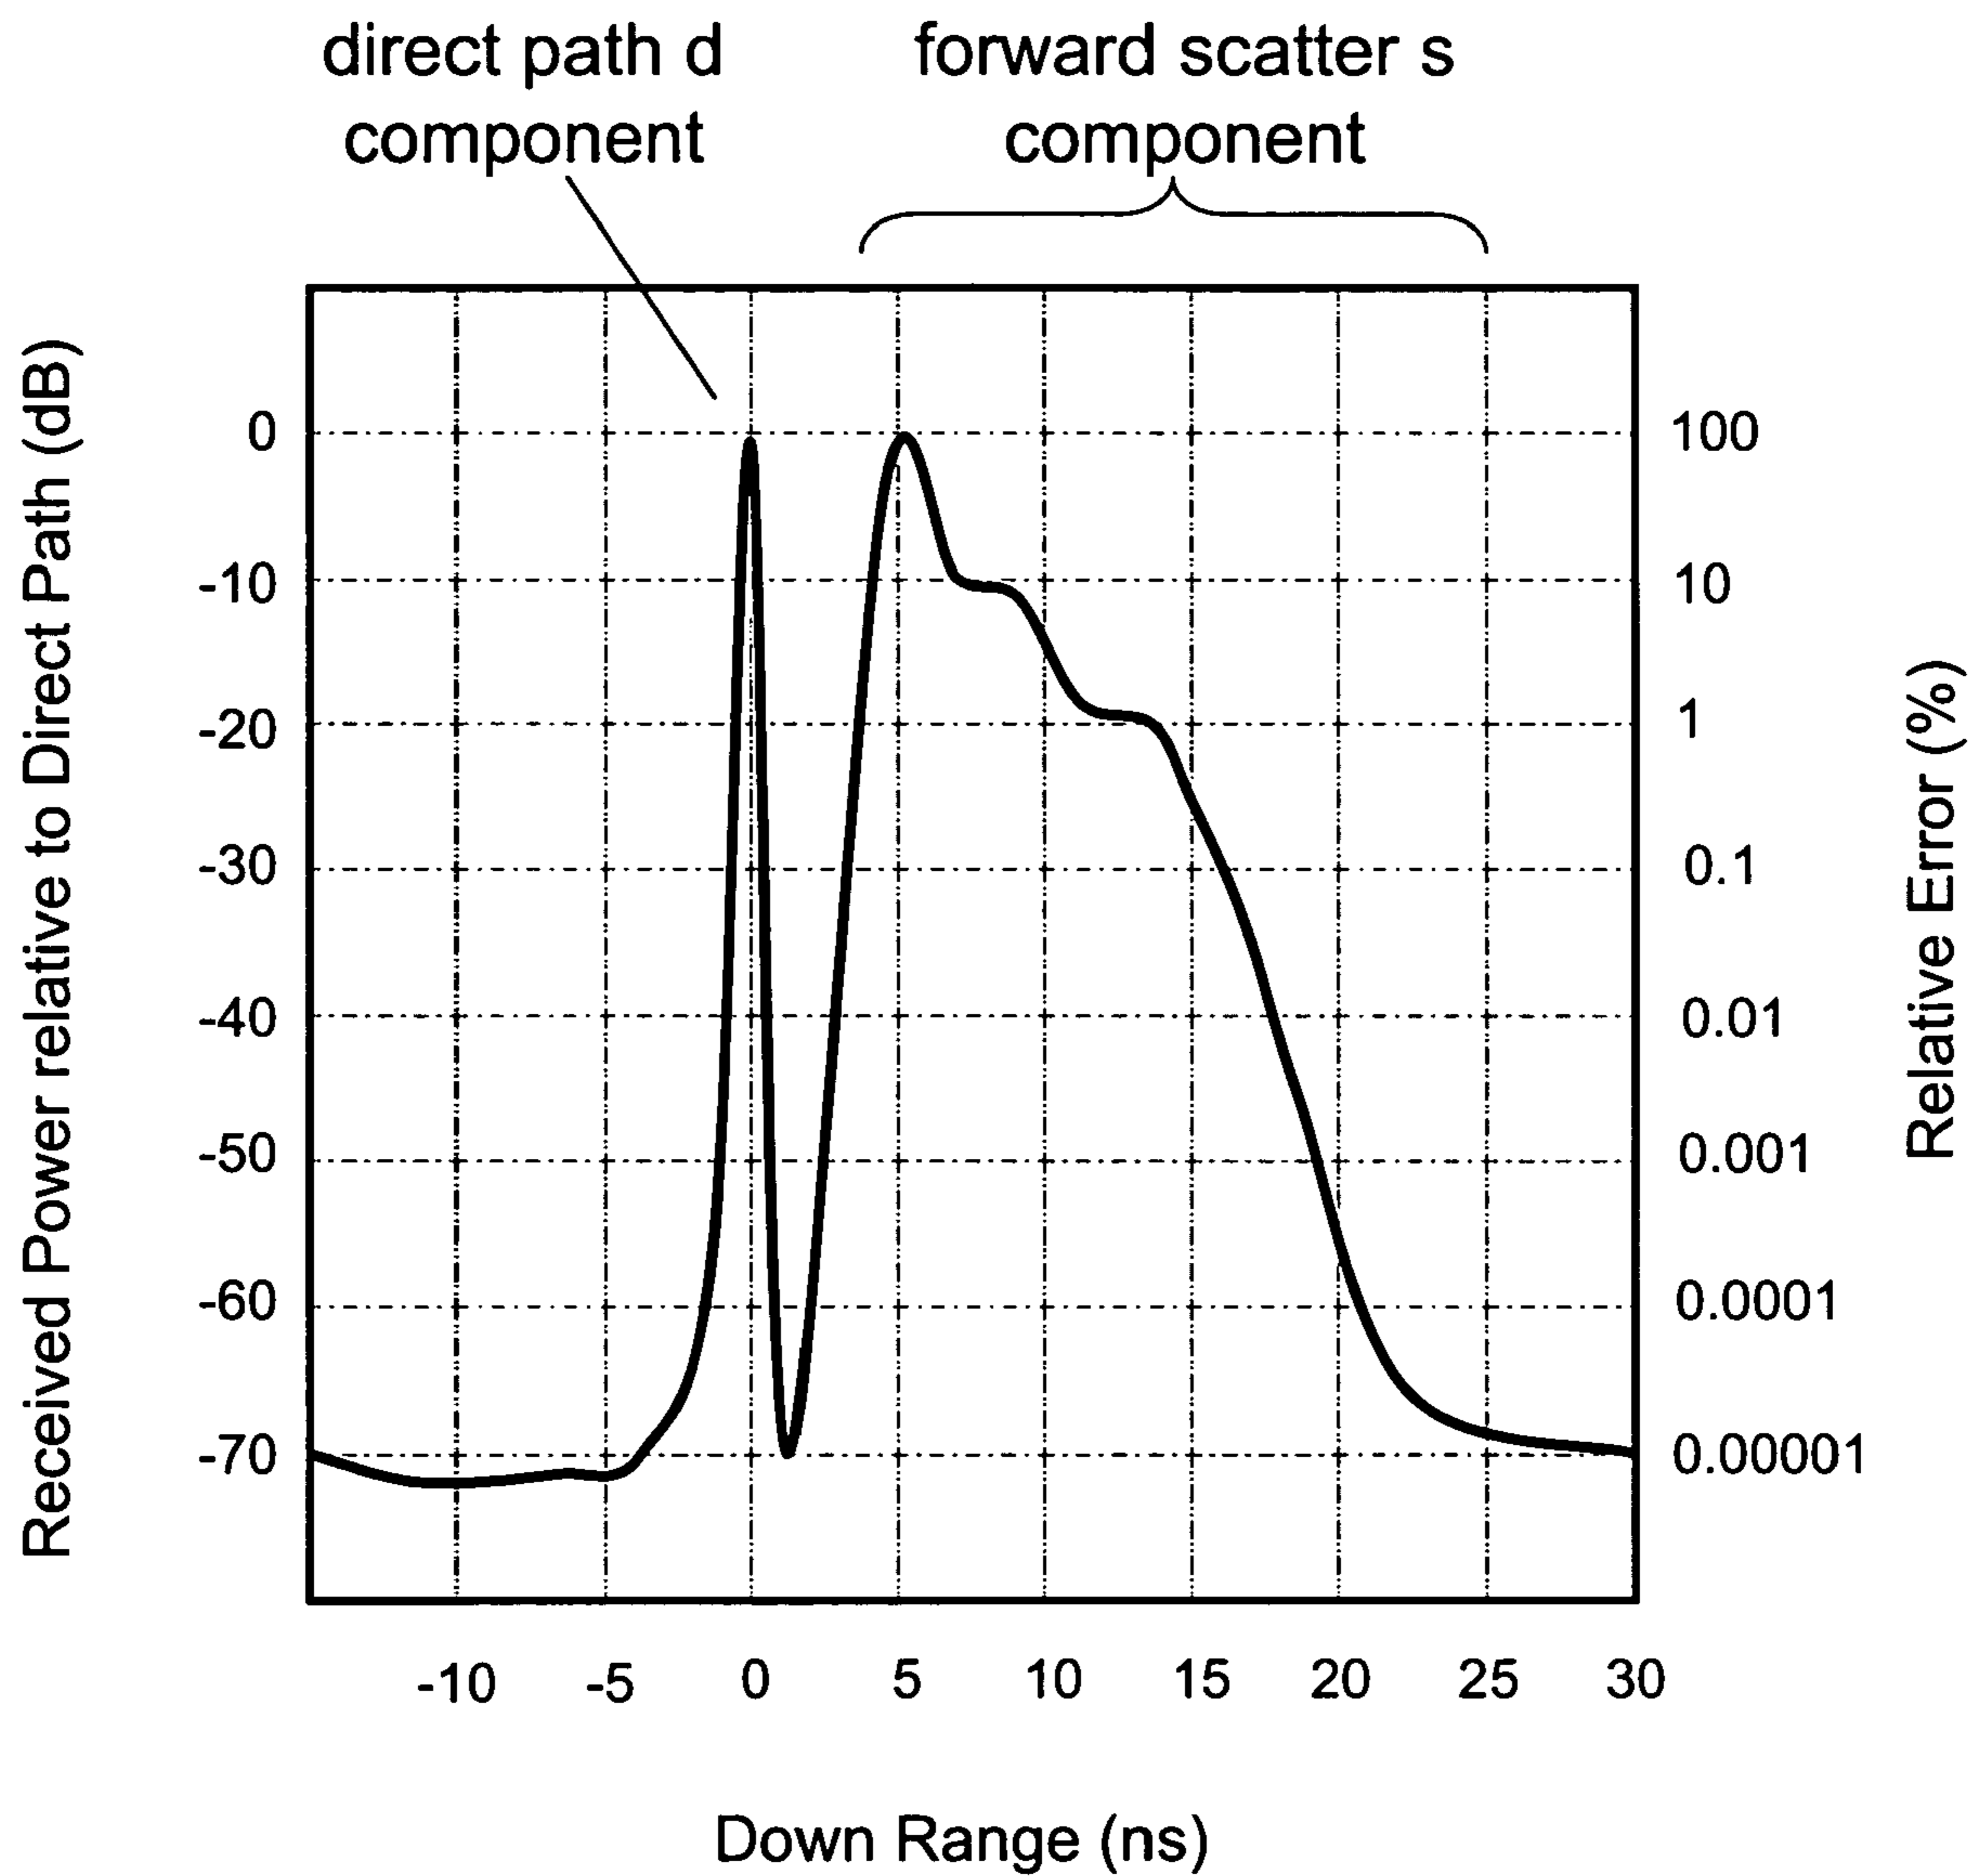 direct path d
component
forward scatter s
component
Received Power relative to Direct Path (dB)
0
-10
-20
-30
-40
-50
-60
-70
100
10
1
0.1
0.01
0.001
0.0001
0.00001
Relative Error (%)
-10 -5 0 5 10 15 20 25 30
Down Range (ns)